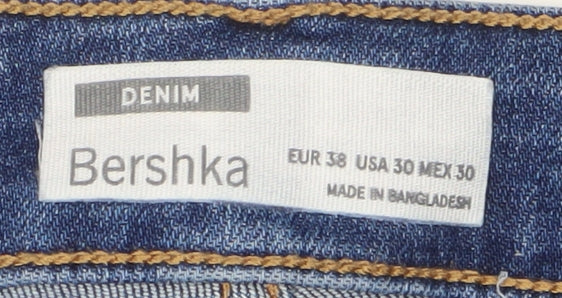 DENIM
Bershka
EUR 38 USA 30 MEX 30
MADE IN BANGLADESH